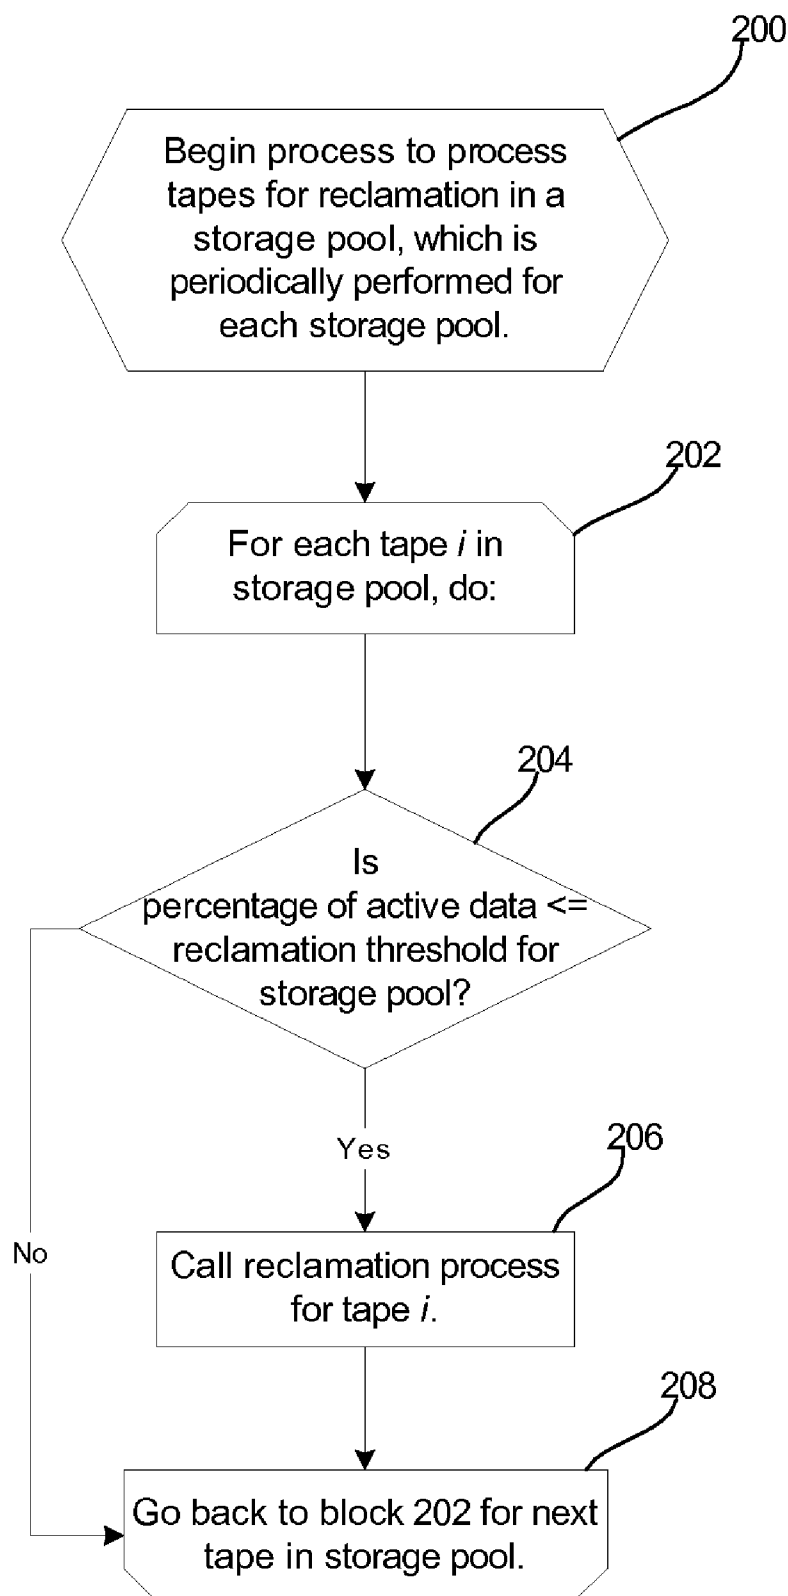 200
Begin process to process
tapes for reclamation in a
storage pool, which is
periodically performed for
each storage pool.
202
For each tape i in
storage pool, do:
204
Is
percentage of active data <=
reclamation threshold for
storage pool?
Yes
206
No
Call reclamation process
for tape i.
208
Go back to block 202 for next
tape in storage pool.